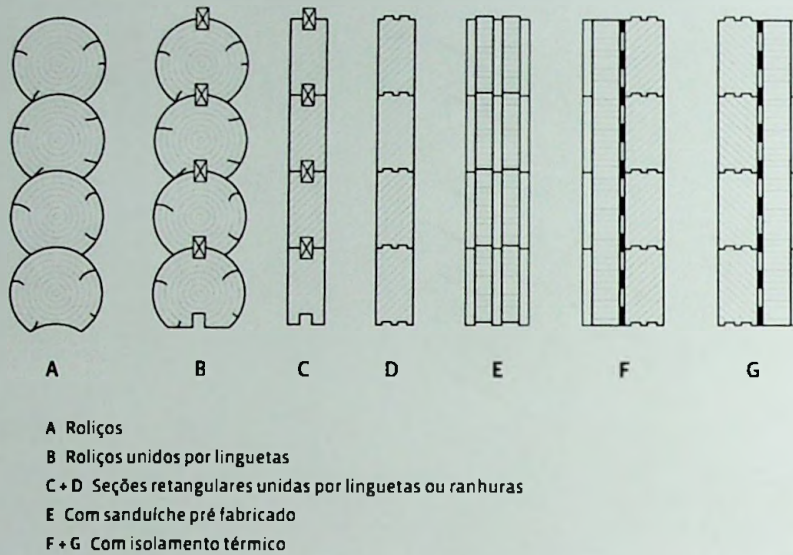 A B C D E F G
A Roliços
B Roliços unidos por linguetas
C + D Seções retangulares unidas por linguetas ou ranhuras
E Com sanduíche pré fabricado
F + G Com isolamento térmico